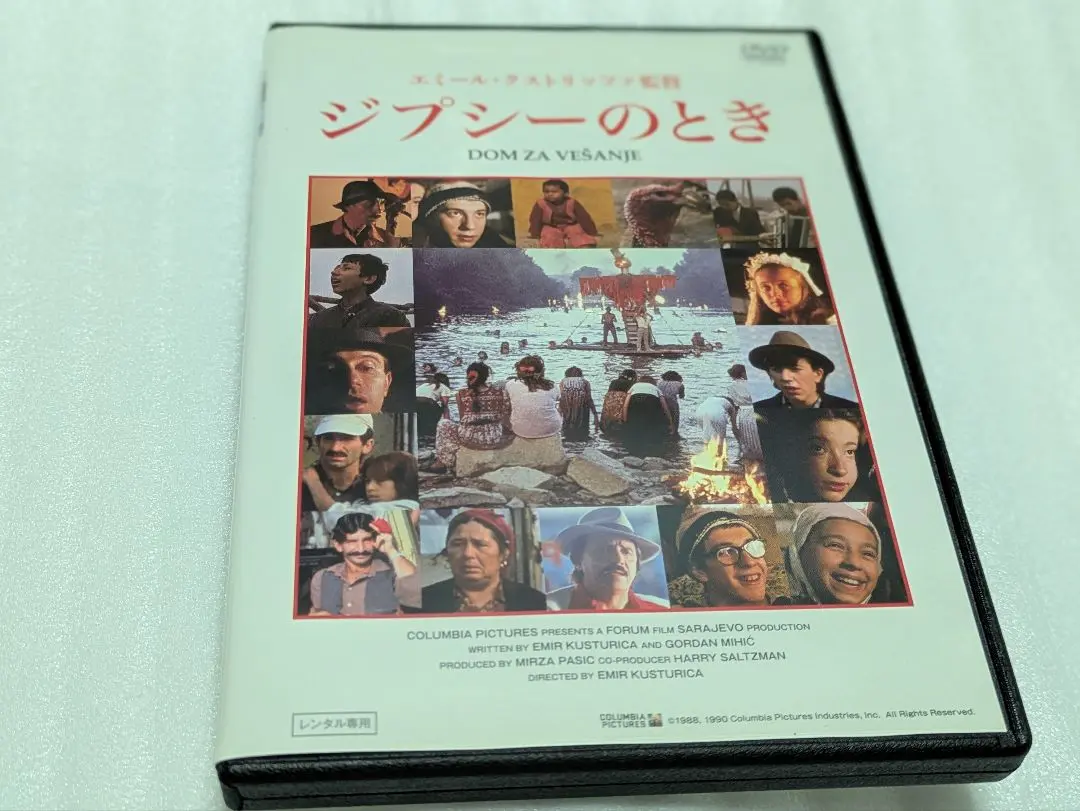 DVD
エミール・クストリッツァ監督
ジプシーのとき
DOM ZA VEŠANJE
COLUMBIA PICTURES PRESENTS A FORUM FILM SARAJEVO PRODUCTION
WRITTEN BY EMIR KUSTURICA AND GORDAN MIHIĆ
PRODUCED BY MIRZA PASIC CO-PRODUCER HARRY SALTZMAN
DIRECTED BY EMIR KUSTURICA
レンタル専用
COLUMBIA PICTURES
©1988, 1990 Columbia Pictures Industries, Inc. All Rights Reserved.